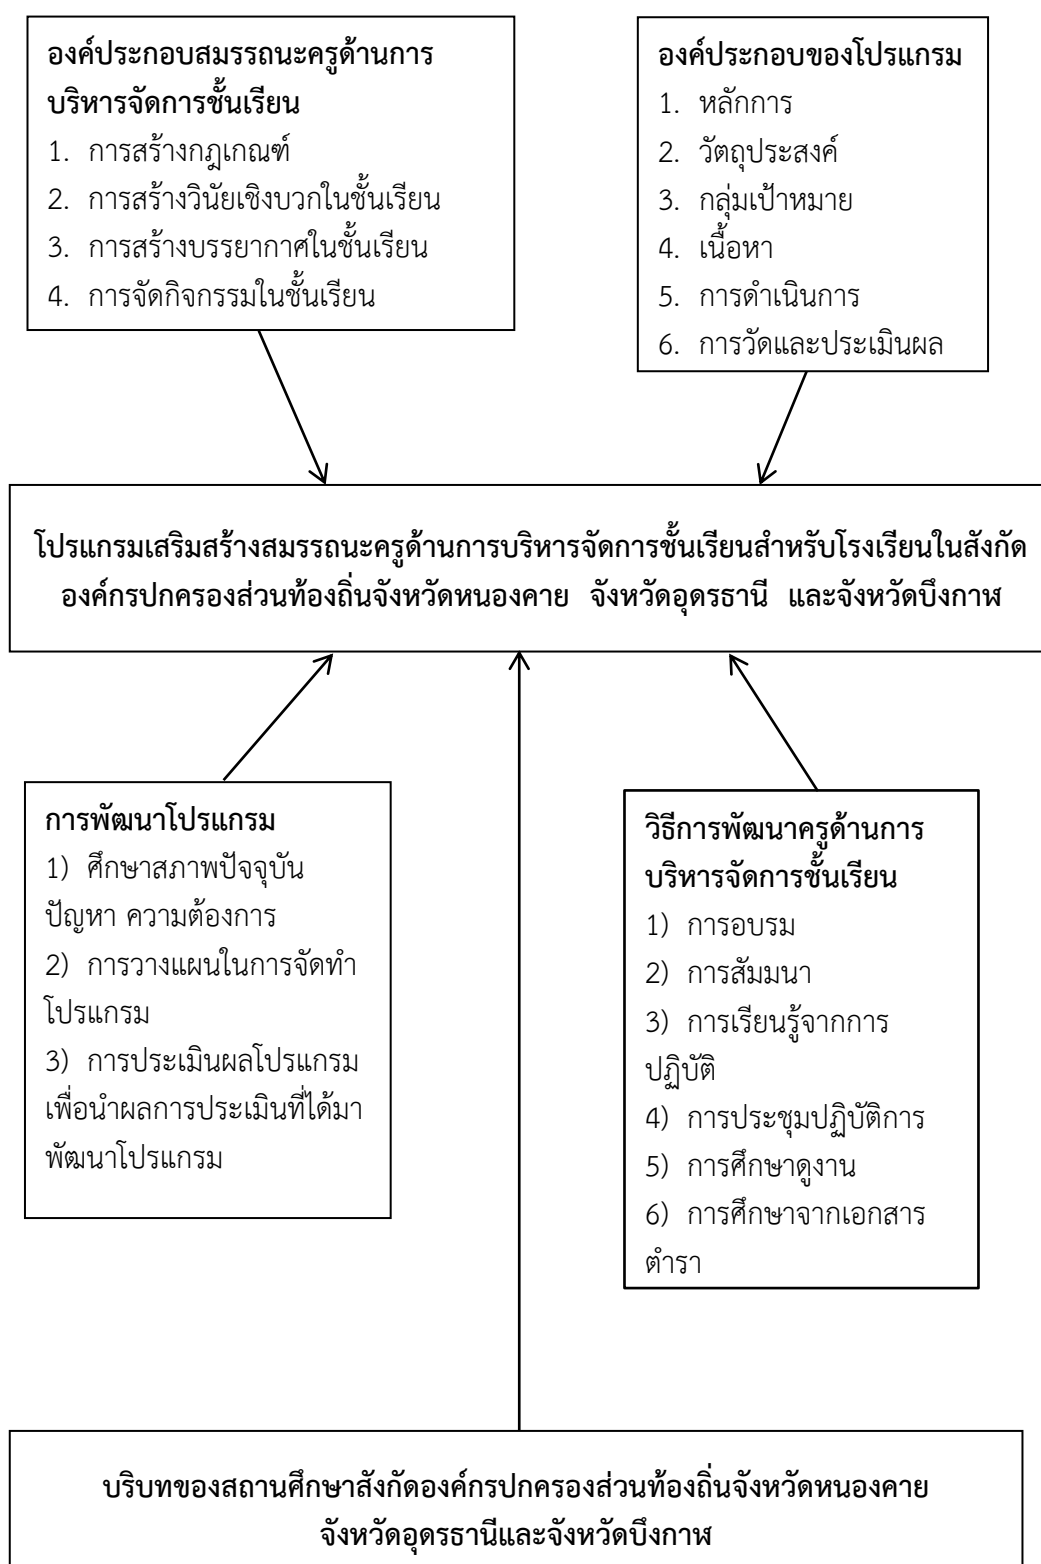 องค์ประกอบสมรรถนะครูด้านการ
บริหารจัดการชั้นเรียน
1. การสร้างกฎเกณฑ์
2. การสร้างวินัยเชิงบวกในชั้นเรียน
3. การสร้างบรรยากาศในชั้นเรียน
4. การจัดกิจกรรมในชั้นเรียน
องค์ประกอบของโปรแกรม
1. หลักการ
2. วัตถุประสงค์
3. กลุ่มเป้าหมาย
4. เนื้อหา
5. การดำเนินการ
6. การวัดและประเมินผล
โปรแกรมเสริมสร้างสมรรถนะครูด้านการบริหารจัดการชั้นเรียนสำหรับโรงเรียนในสังกัด
องค์กรปกครองส่วนท้องถิ่นจังหวัดหนองคาย จังหวัดอุดรธานี และจังหวัดบึงกาฬ
การพัฒนาโปรแกรม
1) ศึกษาสภาพปัจจุบัน
ปัญหา ความต้องการ
2) การวางแผนในการจัดทำ
โปรแกรม
3) การประเมินผลโปรแกรม
เพื่อนำผลการประเมินที่ได้มา
พัฒนาโปรแกรม
วิธีการพัฒนาครูด้านการ
บริหารจัดการชั้นเรียน
1) การอบรม
2) การสัมมนา
3) การเรียนรู้จากการ
ปฏิบัติ
4) การประชุมปฏิบัติการ
5) การศึกษาดูงาน
6) การศึกษาจากเอกสาร
ตำรา
บริบทของสถานศึกษาสังกัดองค์กรปกครองส่วนท้องถิ่นจังหวัดหนองคาย
จังหวัดอุดรธานีและจังหวัดบึงกาฬ